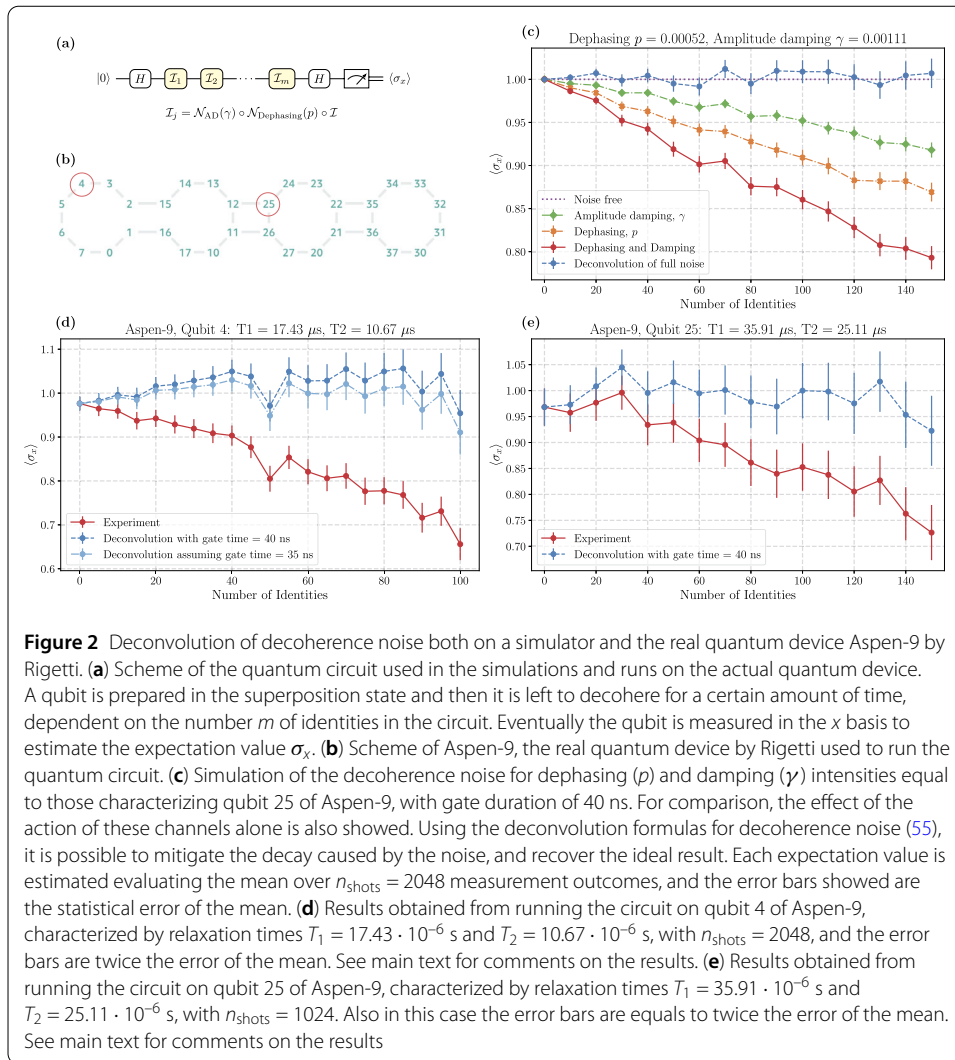 (a)
|0⟩ H I₁ I₂ ··· Iₘ H ⟨σₓ⟩
Iⱼ = N_AD(γ) ∘ N_Dephasing(p) ∘ I
(b)
4 3 14 13 24 23 34 33
5 2 15 12 25 22 35 32
6 1 16 11 26 21 36 31
7 0 17 10 27 20 37 30
(c)
Dephasing p = 0.00052, Amplitude damping γ = 0.00111
⟨σₓ⟩
1.00
0.95
0.90
0.85
0.80
Noise free
Amplitude damping, γ
Dephasing, p
Dephasing and Damping
Deconvolution of full noise
0 20 40 60 80 100 120 140
Number of Identities
(d)
Aspen-9, Qubit 4: T1 = 17.43 μs, T2 = 10.67 μs
⟨σₓ⟩
1.1
1.0
0.9
0.8
0.7
0.6
Experiment
Deconvolution with gate time = 40 ns
Deconvolution assuming gate time = 35 ns
0 20 40 60 80 100
Number of Identities
(e)
Aspen-9, Qubit 25: T1 = 35.91 μs, T2 = 25.11 μs
⟨σₓ⟩
1.05
1.00
0.95
0.90
0.85
0.80
0.75
0.70
Experiment
Deconvolution with gate time = 40 ns
0 20 40 60 80 100 120 140
Number of Identities
Figure 2 Deconvolution of decoherence noise both on a simulator and the real quantum device Aspen-9 by
Rigetti. (a) Scheme of the quantum circuit used in the simulations and runs on the actual quantum device.
A qubit is prepared in the superposition state and then it is left to decohere for a certain amount of time,
dependent on the number m of identities in the circuit. Eventually the qubit is measured in the x basis to
estimate the expectation value σₓ. (b) Scheme of Aspen-9, the real quantum device by Rigetti used to run the
quantum circuit. (c) Simulation of the decoherence noise for dephasing (p) and damping (γ) intensities equal
to those characterizing qubit 25 of Aspen-9, with gate duration of 40 ns. For comparison, the effect of the
action of these channels alone is also showed. Using the deconvolution formulas for decoherence noise (55),
it is possible to mitigate the decay caused by the noise, and recover the ideal result. Each expectation value is
estimated evaluating the mean over n_shots = 2048 measurement outcomes, and the error bars showed are
the statistical error of the mean. (d) Results obtained from running the circuit on qubit 4 of Aspen-9,
characterized by relaxation times T₁ = 17.43 · 10⁻⁶ s and T₂ = 10.67 · 10⁻⁶ s, with n_shots = 2048, and the error
bars are twice the error of the mean. See main text for comments on the results. (e) Results obtained from
running the circuit on qubit 25 of Aspen-9, characterized by relaxation times T₁ = 35.91 · 10⁻⁶ s and
T₂ = 25.11 · 10⁻⁶ s, with n_shots = 1024. Also in this case the error bars are equals to twice the error of the mean.
See main text for comments on the results